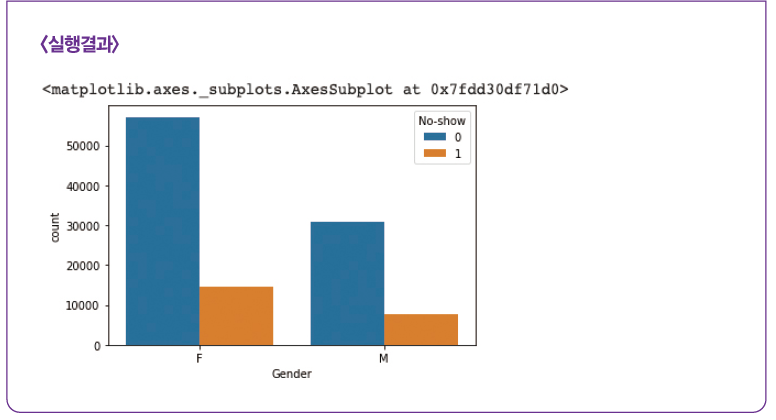 <실행결과>
<matplotlib.axes._subplots.AxesSubplot at 0x7fdd30df71d0>
No-show
0
1
50000
40000
30000
20000
10000
0
count
F
M
Gender